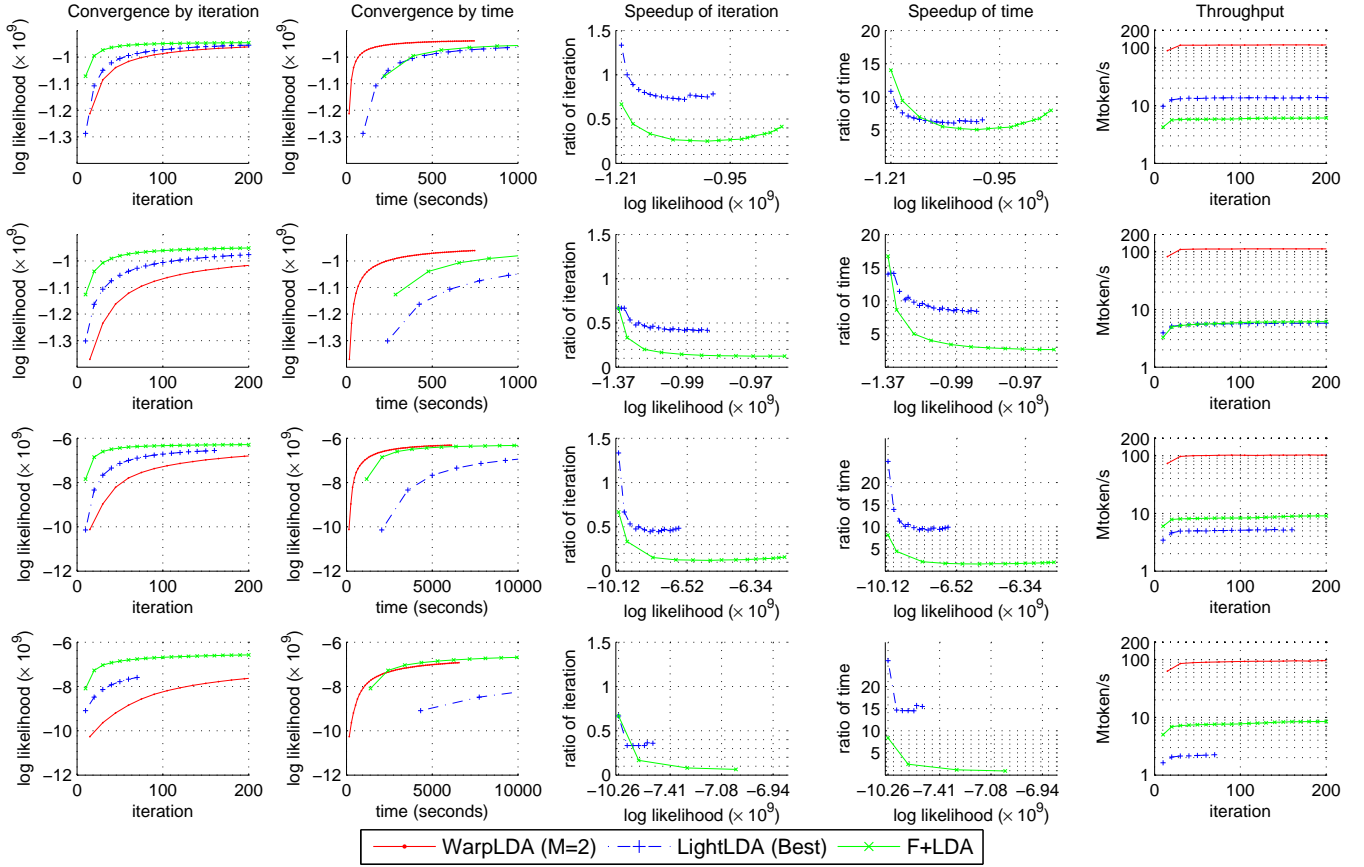 Convergence by iteration
Convergence by time
Speedup of iteration
Speedup of time
Throughput
log likelihood (× 10^9)
−1
−1.1
−1.2
−1.3
0 100 200
iteration
log likelihood (× 10^9)
−1
−1.1
−1.2
−1.3
0 500 1000
time (seconds)
ratio of iteration
1.5
1
0.5
0
−1.21 −0.95
log likelihood (× 10^9)
ratio of time
20
15
10
5
−1.21 −0.95
log likelihood (× 10^9)
Mtoken/s
200
100
10
1
0 100 200
iteration
log likelihood (× 10^9)
−1
−1.1
−1.2
−1.3
0 100 200
iteration
log likelihood (× 10^9)
−1
−1.1
−1.2
−1.3
0 500 1000
time (seconds)
ratio of iteration
1.5
1
0.5
0
−1.37 −0.99 −0.97
log likelihood (× 10^9)
ratio of time
20
15
10
5
−1.37 −0.99 −0.97
log likelihood (× 10^9)
Mtoken/s
200
100
10
1
0 100 200
iteration
log likelihood (× 10^9)
−6
−8
−10
−12
0 100 200
iteration
log likelihood (× 10^9)
−6
−8
−10
−12
0 5000 10000
time (seconds)
ratio of iteration
1.5
1
0.5
0
−10.12 −6.52 −6.34
log likelihood (× 10^9)
ratio of time
20
15
10
5
−10.12 −6.52 −6.34
log likelihood (× 10^9)
Mtoken/s
200
100
10
1
0 100 200
iteration
log likelihood (× 10^9)
−6
−8
−10
−12
0 100 200
iteration
log likelihood (× 10^9)
−6
−8
−10
−12
0 5000 10000
time (seconds)
ratio of iteration
1.5
1
0.5
0
−10.26 −7.41 −7.08 −6.94
log likelihood (× 10^9)
ratio of time
20
15
10
5
−10.26 −7.41 −7.08 −6.94
log likelihood (× 10^9)
Mtoken/s
200
100
10
1
0 100 200
iteration
WarpLDA (M=2) LightLDA (Best) F+LDA